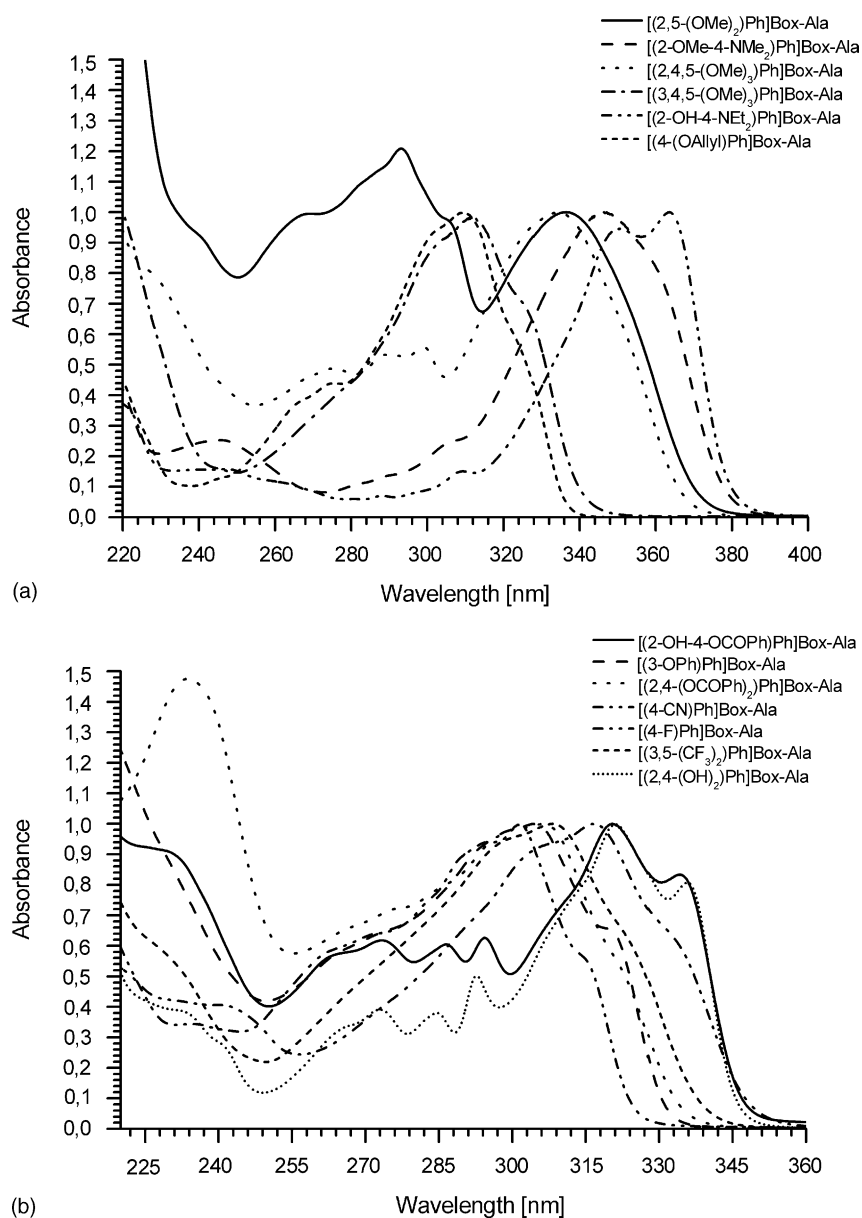 [(2,5-(OMe)₂)Ph]Box-Ala
[(2-OMe-4-NMe₂)Ph]Box-Ala
[(2,4,5-(OMe)₃)Ph]Box-Ala
[(3,4,5-(OMe)₃)Ph]Box-Ala
[(2-OH-4-NEt₂)Ph]Box-Ala
[(4-(OAllyl)Ph]Box-Ala
1,5
1,4
1,3
1,2
1,1
1,0
0,9
0,8
0,7
0,6
0,5
0,4
0,3
0,2
0,1
0,0
Absorbance
220 240 260 280 300 320 340 360 380 400
Wavelength [nm]
(a)
[(2-OH-4-OCOPh)Ph]Box-Ala
[(3-OPh)Ph]Box-Ala
[(2,4-(OCOPh)₂)Ph]Box-Ala
[(4-CN)Ph]Box-Ala
[(4-F)Ph]Box-Ala
[(3,5-(CF₃)₂)Ph]Box-Ala
[(2,4-(OH)₂)Ph]Box-Ala
1,5
1,4
1,3
1,2
1,1
1,0
0,9
0,8
0,7
0,6
0,5
0,4
0,3
0,2
0,1
0,0
Absorbance
225 240 255 270 285 300 315 330 345 360
Wavelength [nm]
(b)